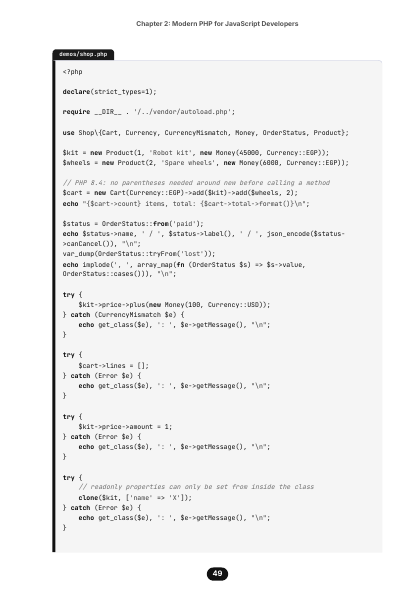 Chapter 2: Modern PHP for JavaScript Developers
demos/shop.php
<?php
declare(strict_types=1);
require __DIR__ . '/../vendor/autoload.php';
use Shop\{Cart, Currency, CurrencyMismatch, Money, OrderStatus, Product};
$kit = new Product(1, 'Robot kit', new Money(45000, Currency::EGP));
$wheels = new Product(2, 'Spare wheels', new Money(6000, Currency::EGP));
// PHP 8.4: no parentheses needed around new before calling a method
$cart = new Cart(Currency::EGP)->add($kit)->add($wheels, 2);
echo "{$cart->count} items, total: {$cart->total->format()}\n";
$status = OrderStatus::from('paid');
echo $status->name, ' / ', $status->label(), ' / ', json_encode($status-
>canCancel()), "\n";
var_dump(OrderStatus::tryFrom('lost'));
echo implode(', ', array_map(fn (OrderStatus $s) => $s->value,
OrderStatus::cases())), "\n";
try {
    $kit->price->plus(new Money(100, Currency::USD));
} catch (CurrencyMismatch $e) {
    echo get_class($e), ': ', $e->getMessage(), "\n";
}
try {
    $cart->lines = [];
} catch (Error $e) {
    echo get_class($e), ': ', $e->getMessage(), "\n";
}
try {
    $kit->price->amount = 1;
} catch (Error $e) {
    echo get_class($e), ': ', $e->getMessage(), "\n";
}
try {
    // readonly properties can only be set from inside the class
    clone($kit, ['name' => 'X']);
} catch (Error $e) {
    echo get_class($e), ': ', $e->getMessage(), "\n";
}
49